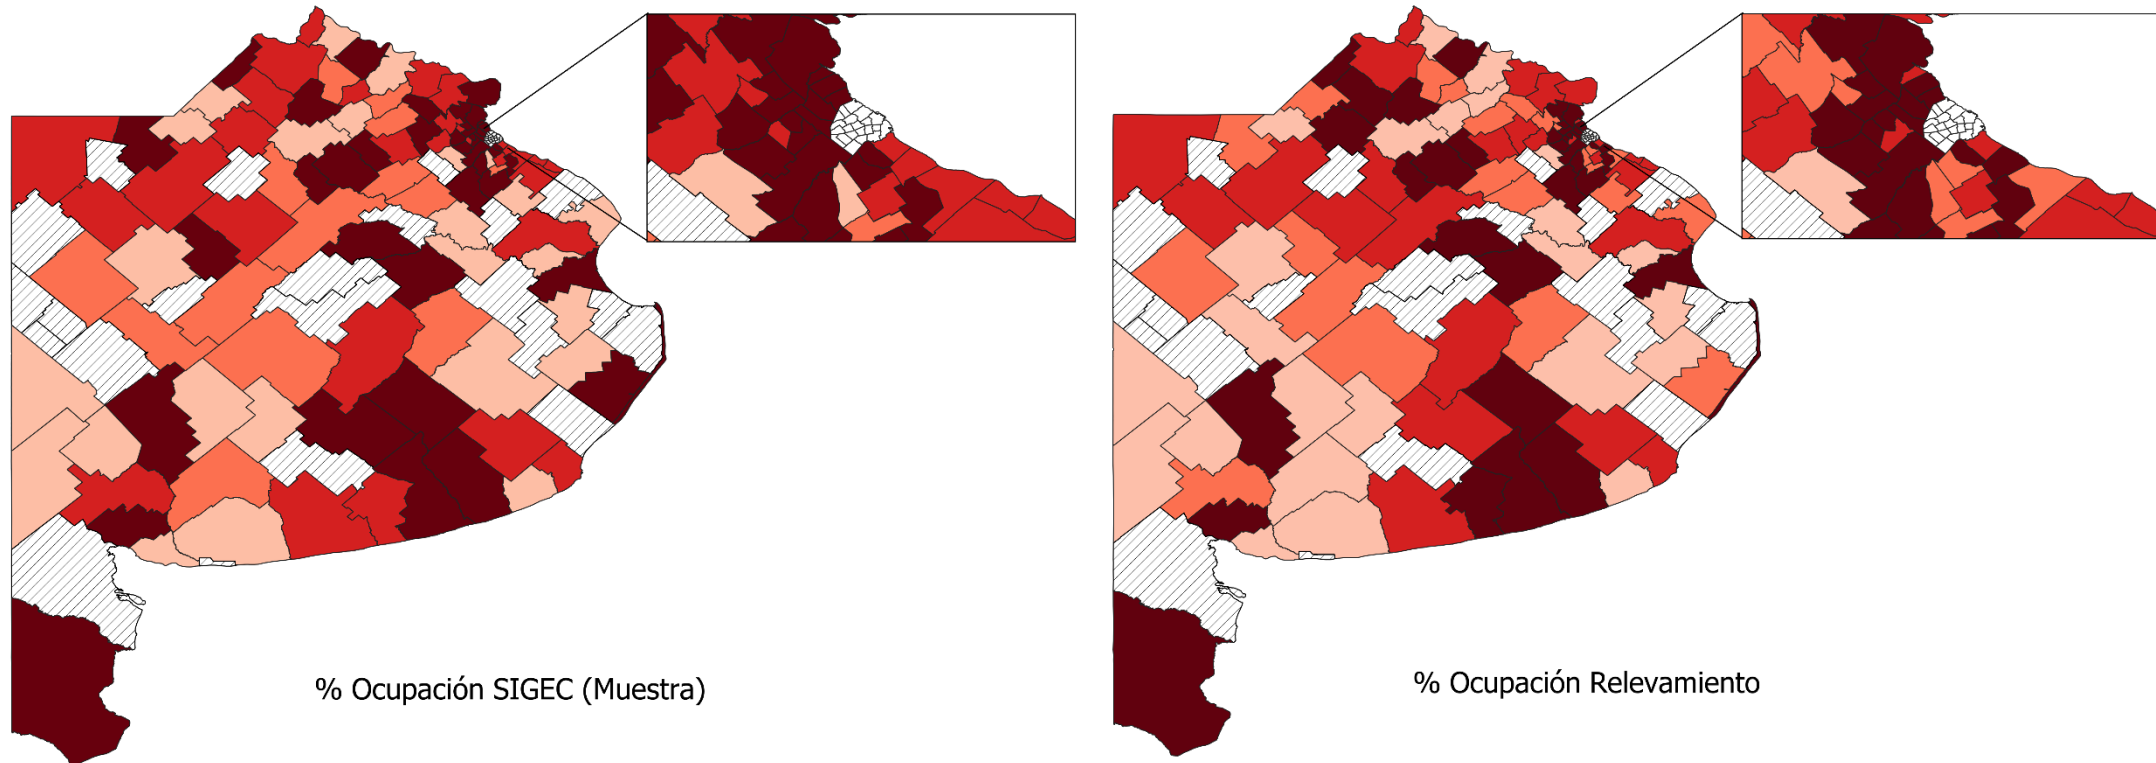 % Ocupación SIGEC (Muestra)
% Ocupación Relevamiento